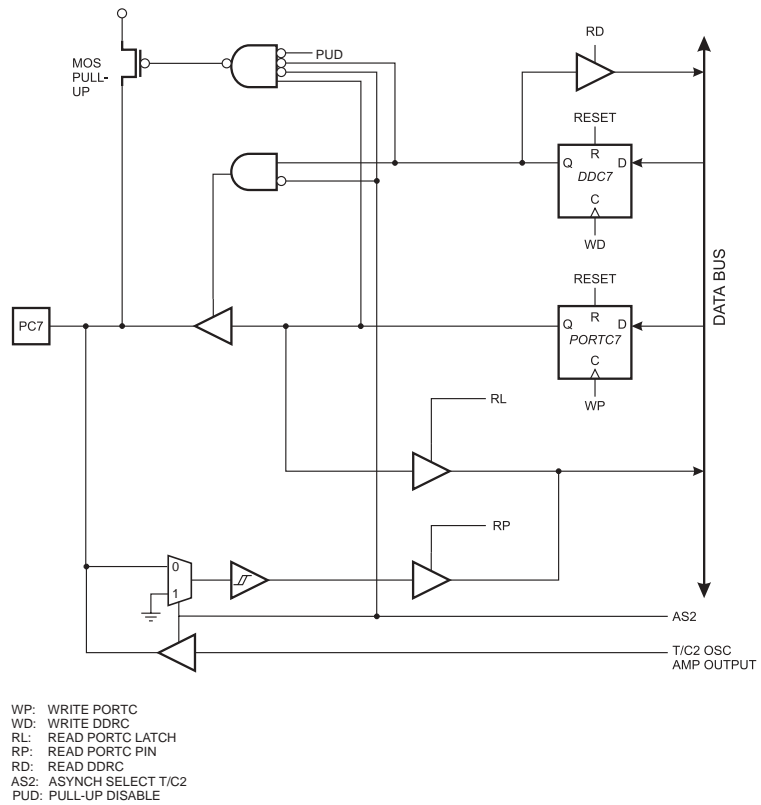 RD
MOS
PULL-
UP
PUD
RESET
R
Q
D
DDC7
C
WD
DATA BUS
RESET
PC7
R
Q
D
PORTC7
C
WP
RL
RP
0
1
AS2
T/C2 OSC
AMP OUTPUT
WP: WRITE PORTC
WD: WRITE DDRC
RL: READ PORTC LATCH
RP: READ PORTC PIN
RD: READ DDRC
AS2: ASYNCH SELECT T/C2
PUD: PULL-UP DISABLE